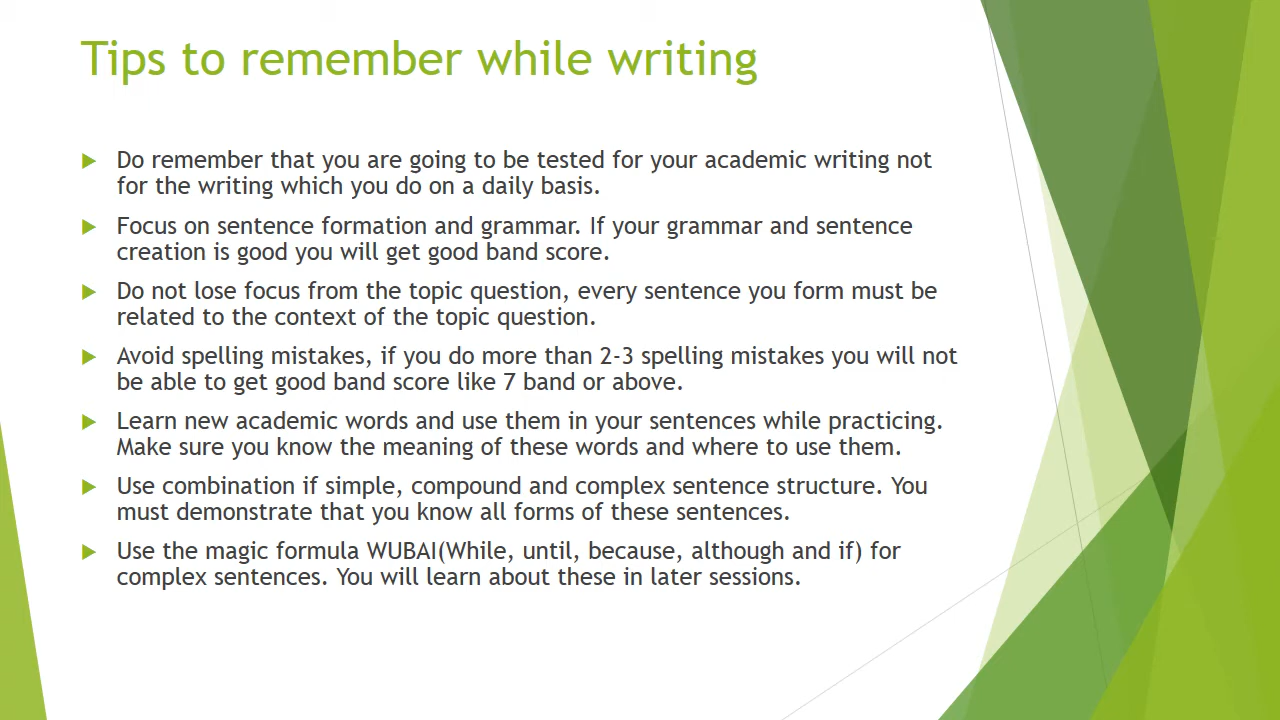 Tips to remember while writing
Do remember that you are going to be tested for your academic writing not
for the writing which you do on a daily basis.
Focus on sentence formation and grammar. If your grammar and sentence
creation is good you will get good band score.
Do not lose focus from the topic question, every sentence you form must be
related to the context of the topic question.
Avoid spelling mistakes, if you do more than 2-3 spelling mistakes you will not
be able to get good band score like 7 band or above.
Learn new academic words and use them in your sentences while practicing.
Make sure you know the meaning of these words and where to use them.
Use combination if simple, compound and complex sentence structure. You
must demonstrate that you know all forms of these sentences.
Use the magic formula WUBAI(While, until, because, although and if) for
complex sentences. You will learn about these in later sessions.